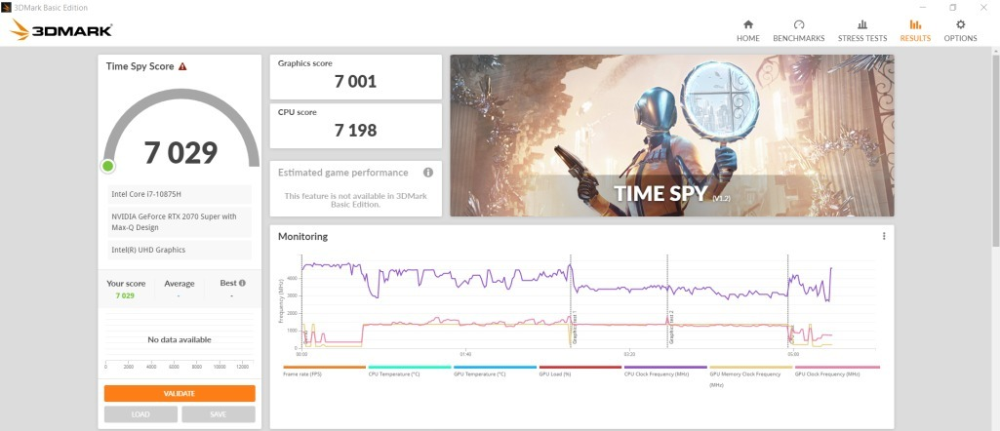 3DMark Basic Edition
3DMARK
HOME
BENCHMARKS
STRESS TESTS
RESULTS
OPTIONS
Time Spy Score
7 029
Intel Core i7-10875H
NVIDIA GeForce RTX 2070 Super with
Max-Q Design
Intel(R) UHD Graphics
Your score
Average
Best
7 029
-
-
No data available
0 2000 4000 6000 8000 10000 12000
VALIDATE
LOAD
SAVE
Graphics score
7 001
CPU score
7 198
Estimated game performance
This feature is not available in 3DMark
Basic Edition.
TIME SPY (V1.2)
Monitoring
Frequency (MHz)
4000
3000
2000
1000
0
Graphics test 1
Graphics test 2
00:00
01:40
03:20
05:00
Frame rate (FPS)
CPU Temperature (°C)
GPU Temperature (°C)
GPU Load (%)
CPU Clock Frequency (MHz)
GPU Memory Clock Frequency
(MHz)
GPU Clock Frequency (MHz)